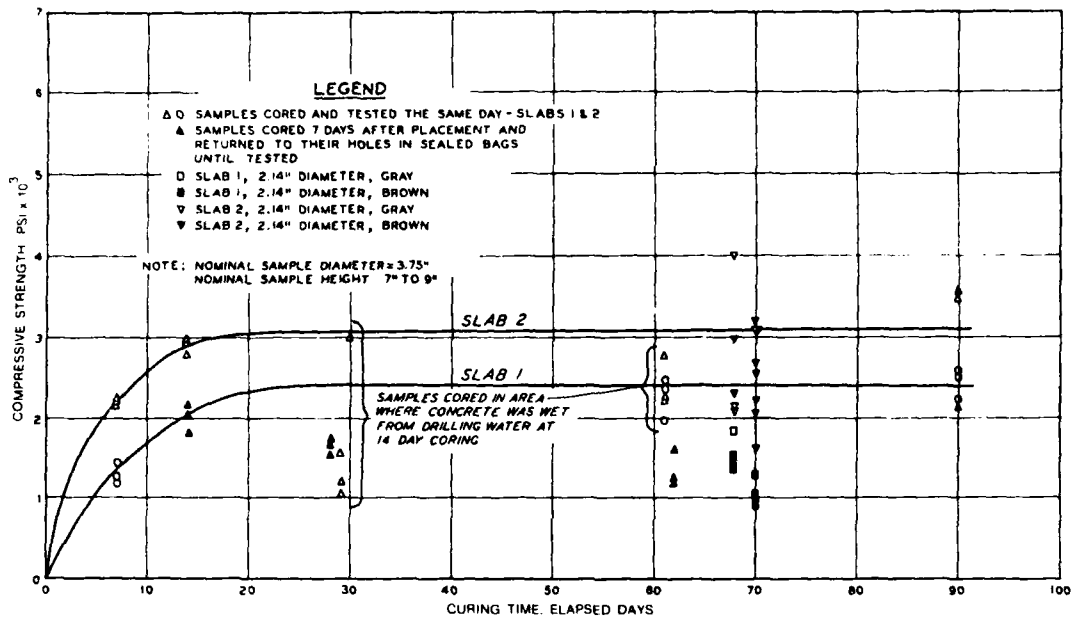 7
6
5
4
3
2
1
0
COMPRESSIVE STRENGTH PSI x 10³
LEGEND
△ ○ SAMPLES CORED AND TESTED THE SAME DAY - SLABS 1 & 2
▲ SAMPLES CORED 7 DAYS AFTER PLACEMENT AND
RETURNED TO THEIR HOLES IN SEALED BAGS
UNTIL TESTED
□ SLAB 1, 2.14" DIAMETER, GRAY
■ SLAB 1, 2.14" DIAMETER, BROWN
▽ SLAB 2, 2.14" DIAMETER, GRAY
▼ SLAB 2, 2.14" DIAMETER, BROWN
NOTE: NOMINAL SAMPLE DIAMETER = 3.75"
NOMINAL SAMPLE HEIGHT 7" TO 9"
SLAB 2
SLAB 1
SAMPLES CORED IN AREA
WHERE CONCRETE WAS WET
FROM DRILLING WATER AT
14 DAY CORING
0 10 20 30 40 50 60 70 80 90 100
CURING TIME, ELAPSED DAYS